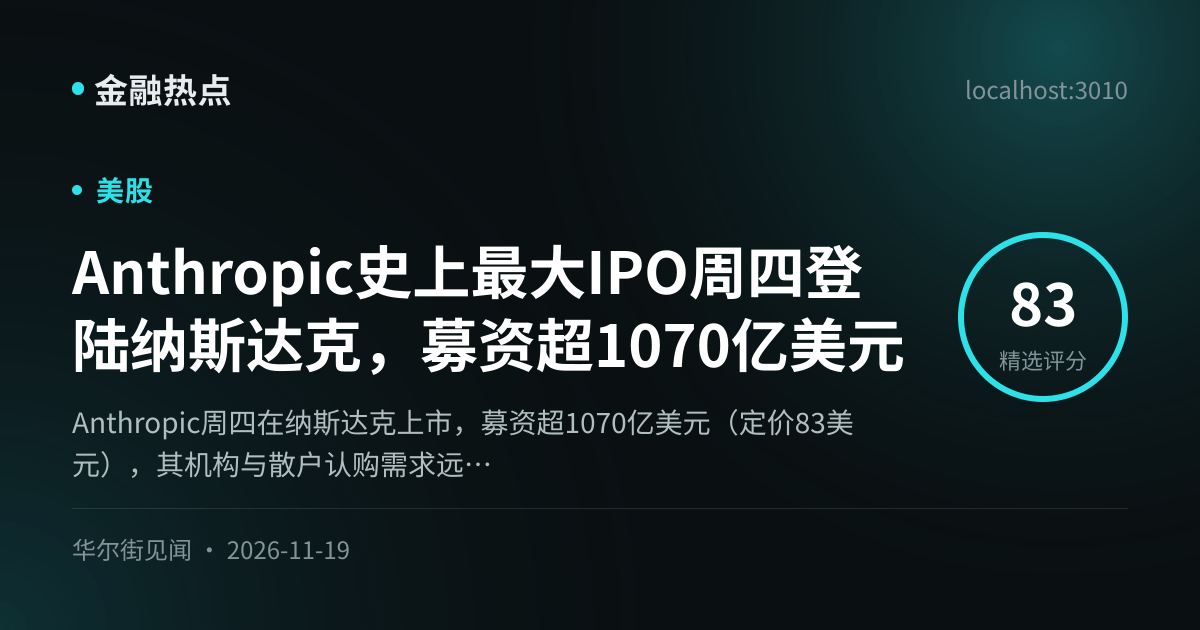 金融热点
localhost:3010
美股
Anthropic史上最大IPO周四登
陆纳斯达克，募资超1070亿美元
83
精选评分
Anthropic周四在纳斯达克上市，募资超1070亿美元（定价83美
元），其机构与散户认购需求远…
华尔街见闻 · 2026-11-19